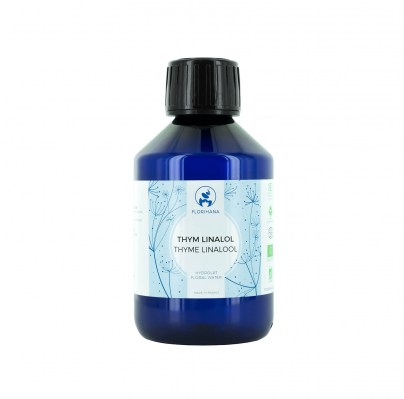 FLORIHANA
THYM LINALOL
THYME LINALOOL
HYDROLAT
FLORAL WATER